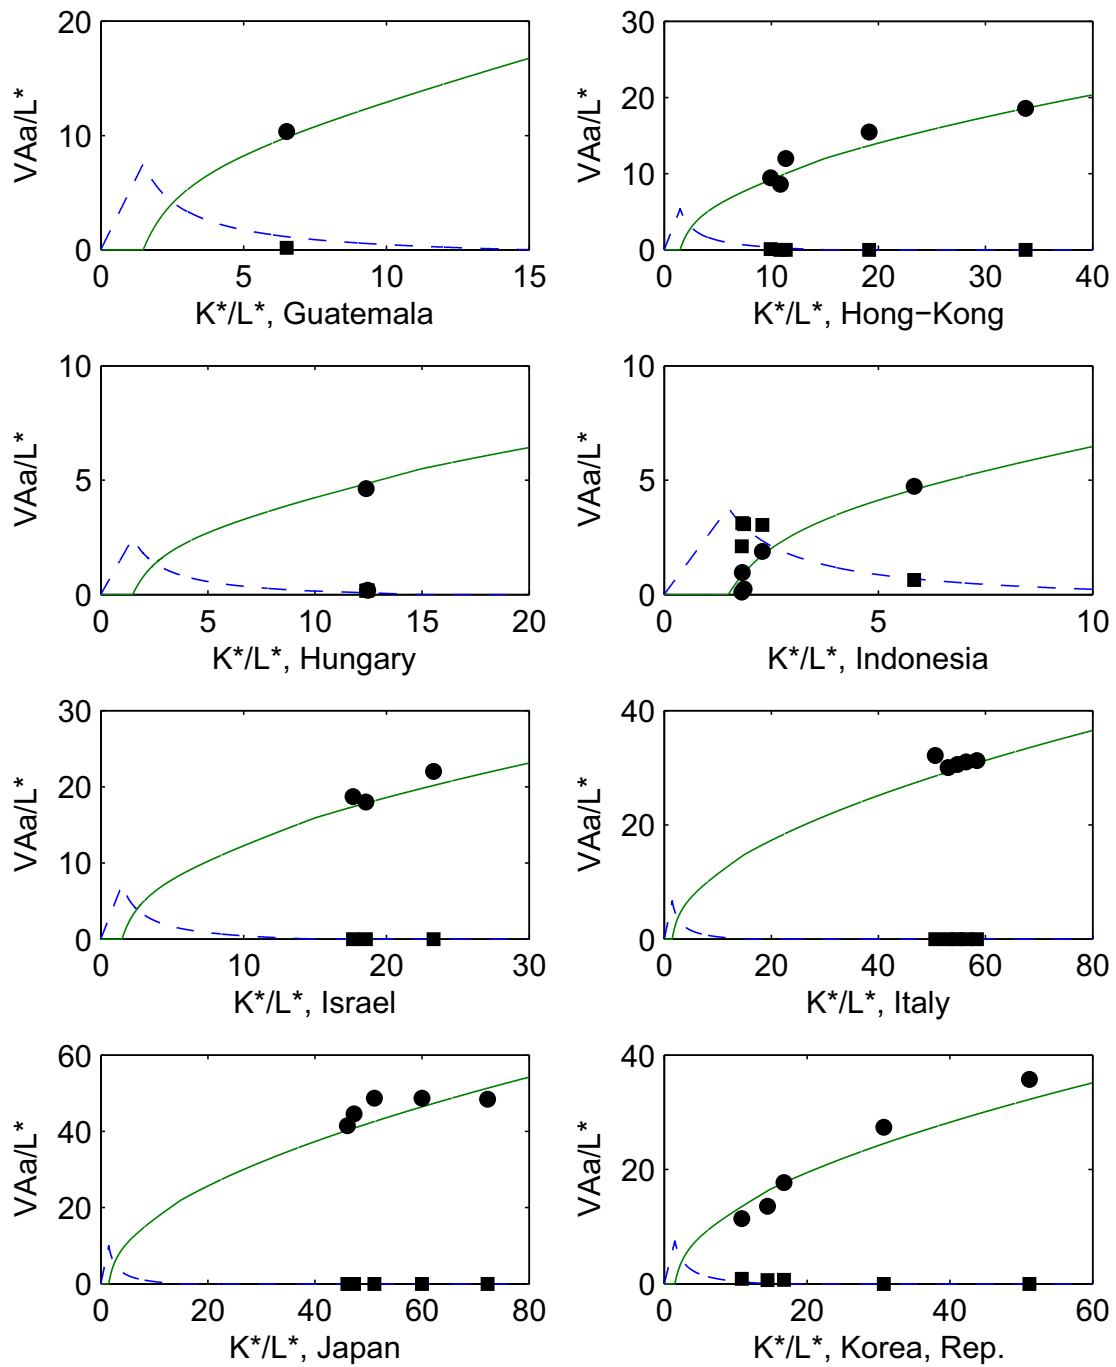 20
10
0
VAa/L*
0 5 10 15
K*/L*, Guatemala
30
20
10
0
VAa/L*
0 10 20 30 40
K*/L*, Hong−Kong
10
5
0
VAa/L*
0 5 10 15 20
K*/L*, Hungary
10
5
0
VAa/L*
0 5 10
K*/L*, Indonesia
30
20
10
0
VAa/L*
0 10 20 30
K*/L*, Israel
40
20
0
VAa/L*
0 20 40 60 80
K*/L*, Italy
60
40
20
0
VAa/L*
0 20 40 60 80
K*/L*, Japan
40
20
0
VAa/L*
0 20 40 60
K*/L*, Korea, Rep.